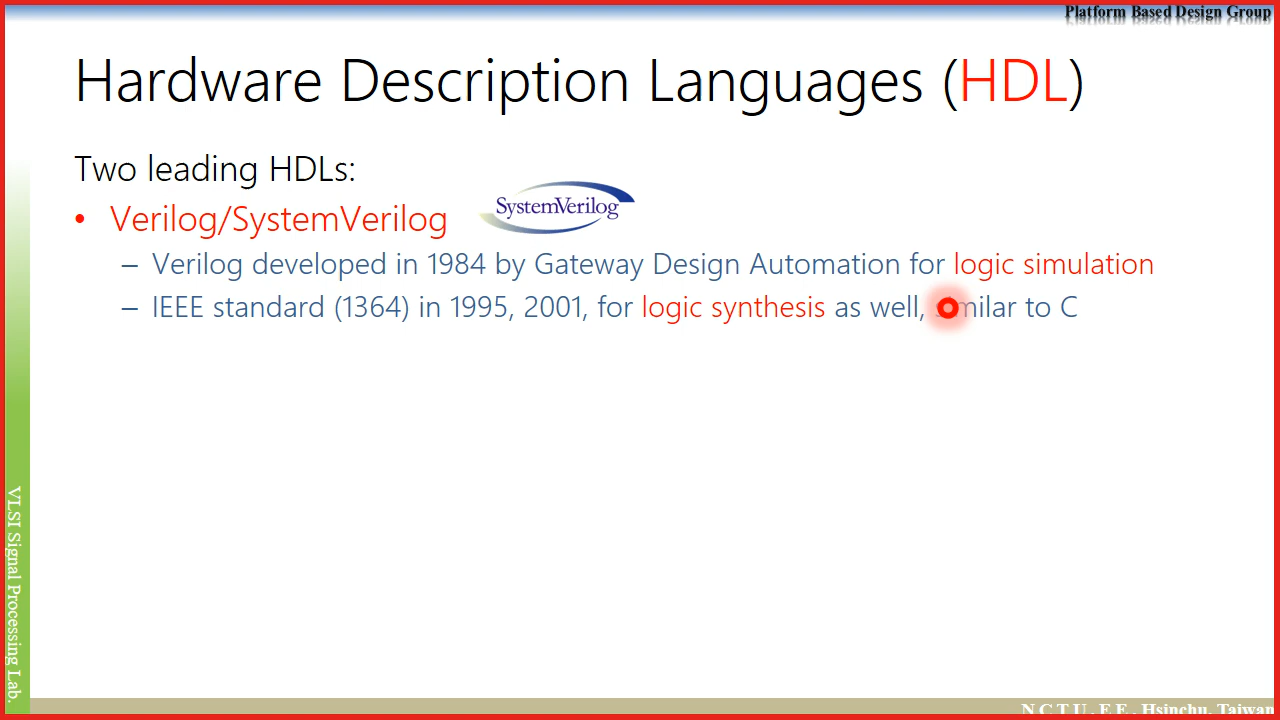 Platform Based Design Group
Hardware Description Languages (HDL)
Two leading HDLs:
• Verilog/SystemVerilog
SystemVerilog
– Verilog developed in 1984 by Gateway Design Automation for logic simulation
– IEEE standard (1364) in 1995, 2001, for logic synthesis as well, similar to C
VLSI Signal Processing Lab.
N C T U . E E , Hsinchu, Taiwan